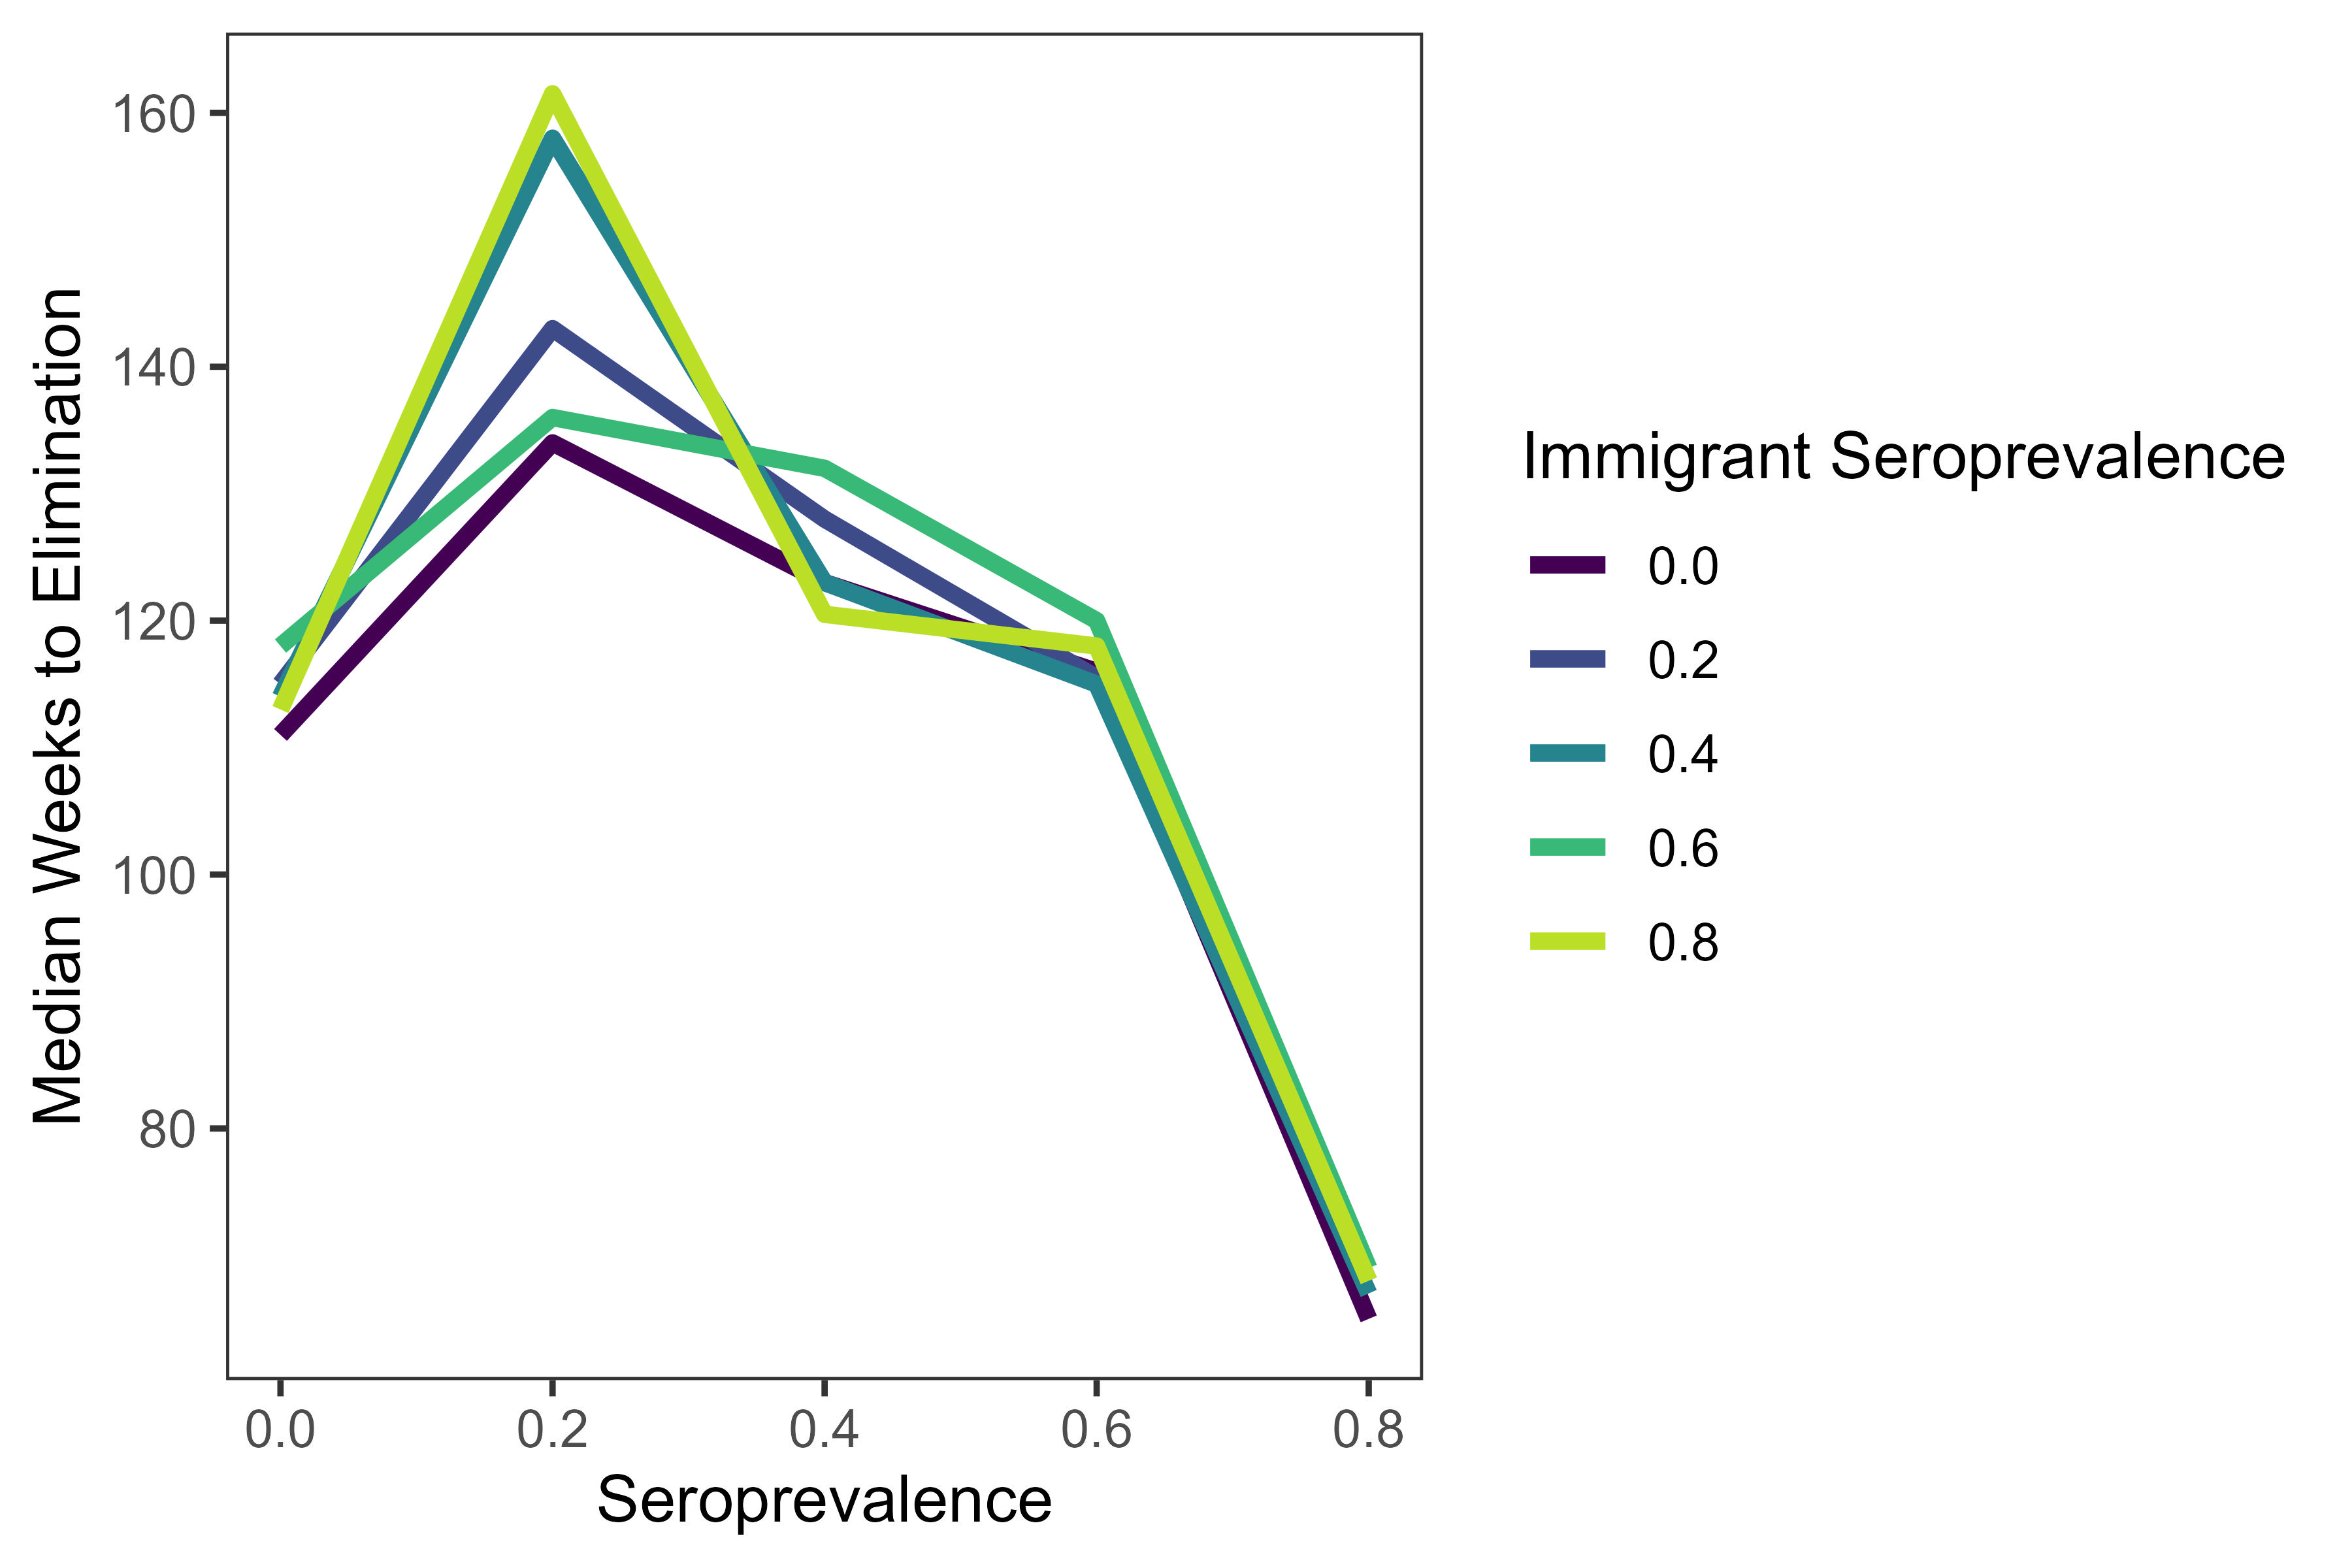 Median Weeks to Elimination
160
140
120
100
80
0.0 0.2 0.4 0.6 0.8
Seroprevalence
Immigrant Seroprevalence
0.0
0.2
0.4
0.6
0.8